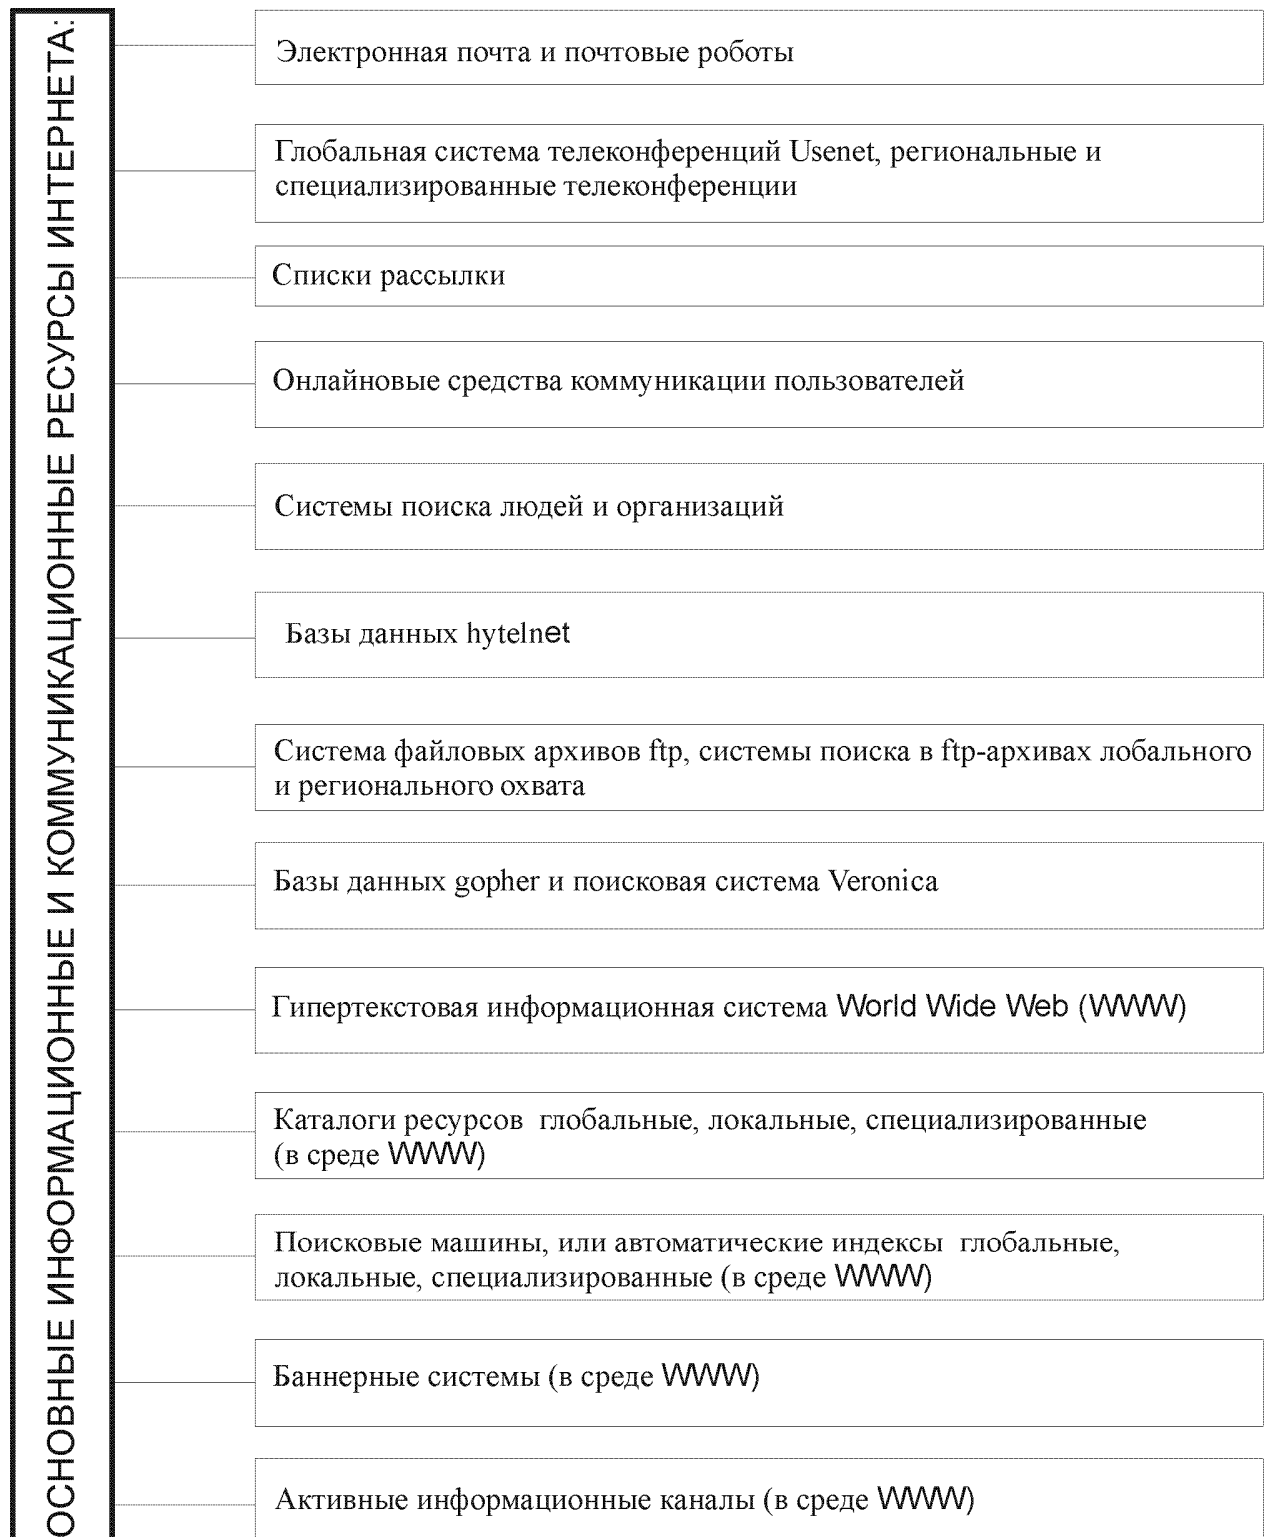 ОСНОВНЫЕ ИНФОРМАЦИОННЫЕ И КОММУНИКАЦИОННЫЕ РЕСУРСЫ ИНТЕРНЕТА:
Электронная почта и почтовые роботы
Глобальная система телеконференций Usenet, региональные и
специализированные телеконференции
Списки рассылки
Онлайновые средства коммуникации пользователей
Системы поиска людей и организаций
Базы данных hytelnet
Система файловых архивов ftp, системы поиска в ftp-архивах лобального
и регионального охвата
Базы данных gopher и поисковая система Veronica
Гипертекстовая информационная система World Wide Web (WWW)
Каталоги ресурсов глобальные, локальные, специализированные
(в среде WWW)
Поисковые машины, или автоматические индексы глобальные,
локальные, специализированные (в среде WWW)
Баннерные системы (в среде WWW)
Активные информационные каналы (в среде WWW)